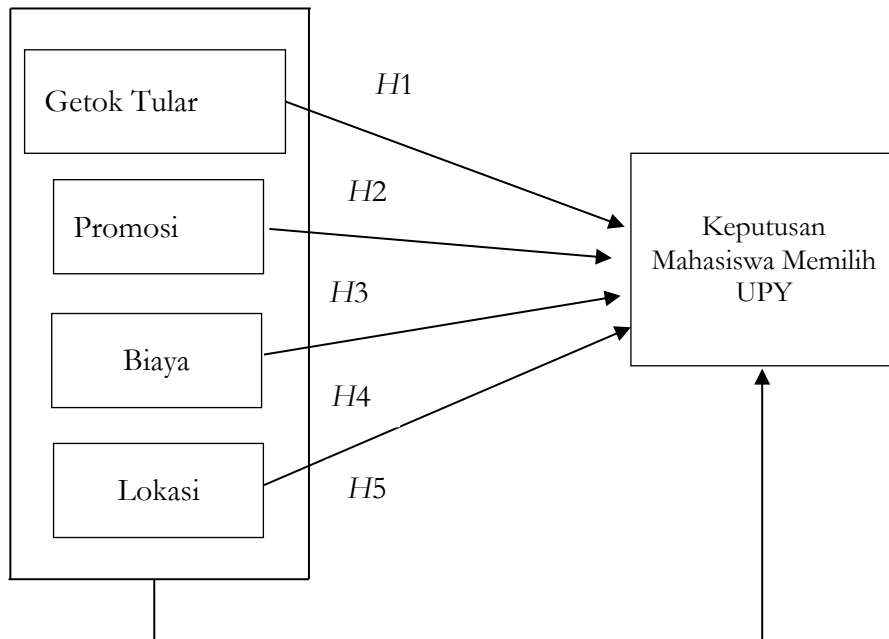 Getok Tular
H1
Promosi
H2
Keputusan
Mahasiswa Memilih
UPY
H3
Biaya
H4
Lokasi
H5